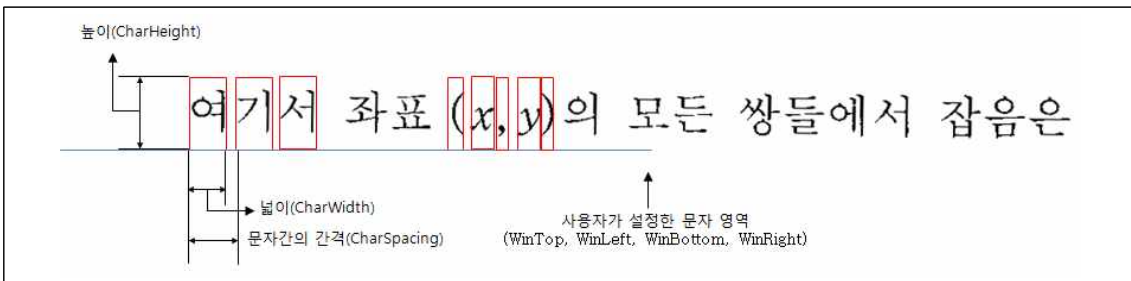 높이(CharHeight)
여기서 좌표 (x, y)의 모든 쌍들에서 잡음은
넓이(CharWidth)
문자간의 간격(CharSpacing)
사용자가 설정한 문자 영역
(WinTop, WinLeft, WinBottom, WinRight)